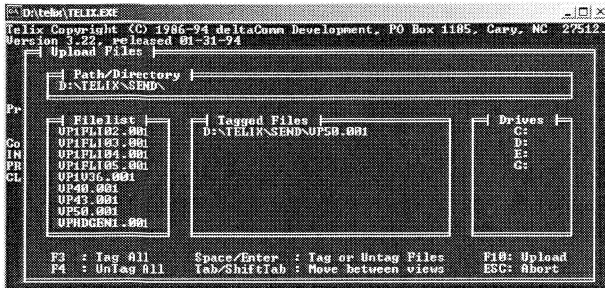 D:\telix\TELIX.EXE
Telix Copyright (C) 1986-94 deltaComm Development, PO Box 1185, Cary, NC 27512.
Version 3.22, released 01-31-94
Upload Files
Path/Directory
D:\TELIX\SEND\
Pr
Filelist Tagged Files Drives
VP1FLI02.001 D:\TELIX\SEND\VP50.001 C:
Co VP1FLI03.001 D:
IN VP1FLI04.001 E:
PR VP1FLI05.001 G:
CL VP1V36.001
VP40.001
VP43.001
VP50.001
VPHDGEN1.001
F3 : Tag All Space/Enter : Tag or Untag Files F10: Upload
F4 : UnTag All Tab/ShiftTab : Move between views ESC: Abort